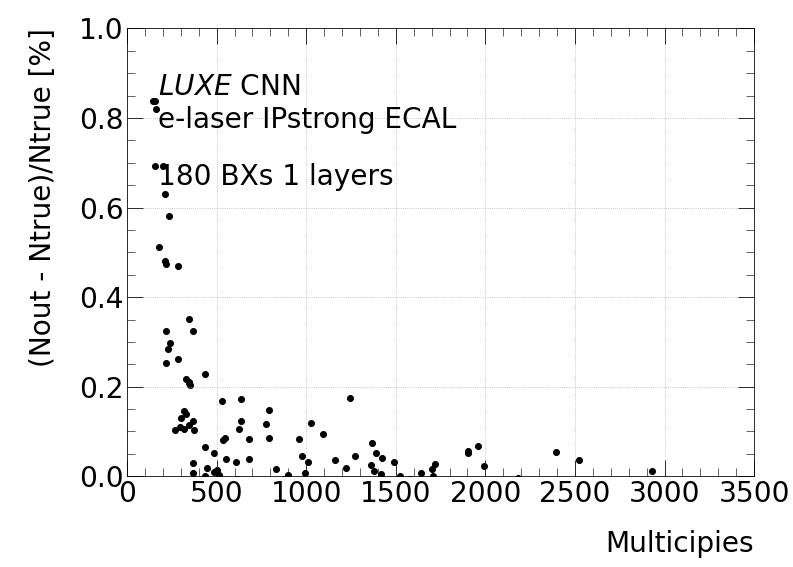 1.0
0.8
0.6
0.4
0.2
0.0
(Nout - Ntrue)/Ntrue [%]
LUXE CNN
e-laser IPstrong ECAL
180 BXs 1 layers
0 500 1000 1500 2000 2500 3000 3500
Multicipies